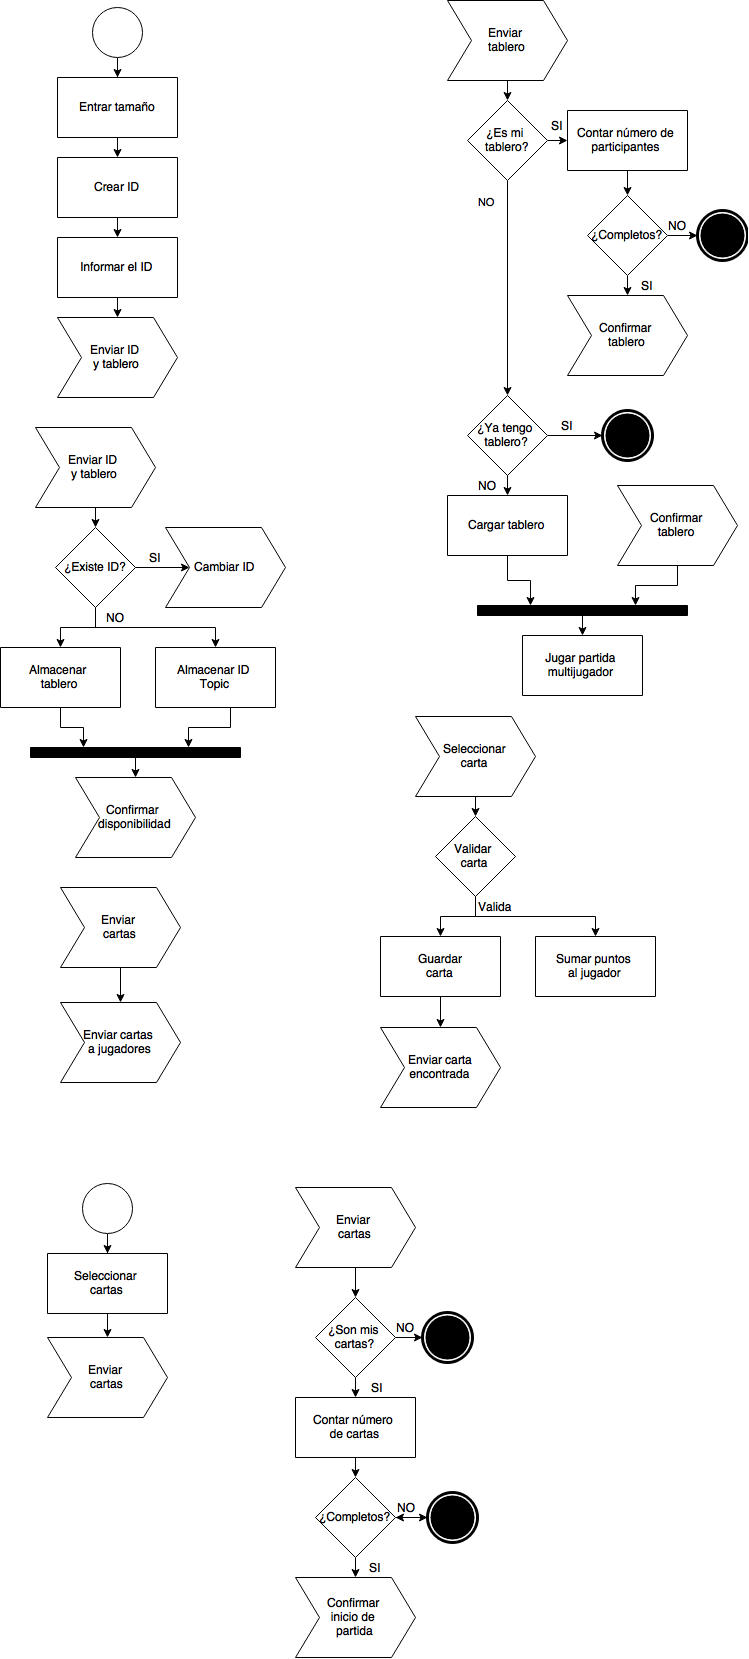 Entrar tamaño
Crear ID
Informar el ID
Enviar ID
y tablero
Enviar ID
y tablero
¿Existe ID?
SI
Cambiar ID
NO
Almacenar
tablero
Almacenar ID
Topic
Confirmar
disponibilidad
Enviar
cartas
Enviar cartas
a jugadores
Enviar
tablero
¿Es mi
tablero?
SI
Contar número de
participantes
NO
¿Completos?
NO
SI
Confirmar
tablero
¿Ya tengo
tablero?
SI
NO
Cargar tablero
Confirmar
tablero
Jugar partida
multijugador
Seleccionar
carta
Validar
carta
Valida
Guardar
carta
Sumar puntos
al jugador
Enviar carta
encontrada
Seleccionar
cartas
Enviar
cartas
Enviar
cartas
¿Son mis
cartas?
NO
SI
Contar número
de cartas
¿Completos?
NO
SI
Confirmar
inicio de
partida